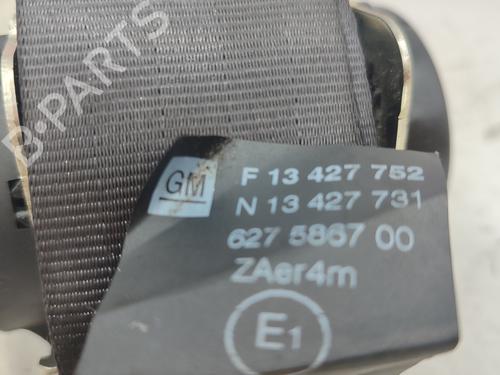 B-PARTS
GM
F 13 427 752
N 13 427 731
627 5867 00
ZAer4m
E1